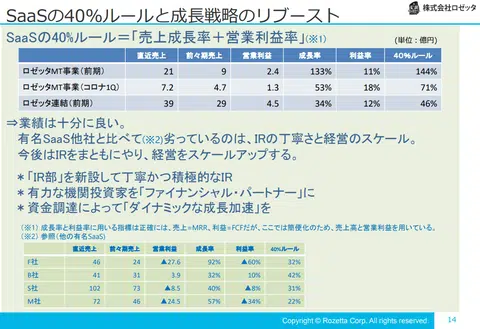 SaaSの40%ルールと成長戦略のリブースト
株式会社ロゼッタ
SaaSの40%ルール＝「売上成長率＋営業利益率」(※1)
(単位：億円)
直近売上 前々期売上 営業利益 成長率 利益率 40%ルール
ロゼッタMT事業（前期） 21 9 2.4 133% 11% 144%
ロゼッタMT事業（コロナ1Q） 7.2 4.7 1.3 53% 18% 71%
ロゼッタ連結（前期） 39 29 4.5 34% 12% 46%
⇒業績は十分に良い。
有名SaaS他社と比べて(※2)劣っているのは、IRの丁寧さと経営のスケール。
今後はIRをまともにやり、経営をスケールアップする。
＊「IR部」を新設して丁寧かつ積極的なIR
＊有力な機関投資家を「ファイナンシャル・パートナー」に
＊資金調達によって「ダイナミックな成長加速」を
(※1) 成長率と利益率に用いる指標は正確には、売上=MRR、利益=FCFだが、ここでは簡便化のため、売上高と営業利益を用いている。
(※2) 参照（他の有名SaaS）
直近売上 前々期売上 営業利益 成長率 利益率 40%ルール
F社 46 24 ▲27.6 92% ▲60% 32%
B社 41 31 3.9 32% 10% 42%
S社 102 73 ▲8.5 40% ▲8% 31%
M社 72 46 ▲24.5 57% ▲34% 22%
Copyright © Rozetta Corp. All rights reserved. 14